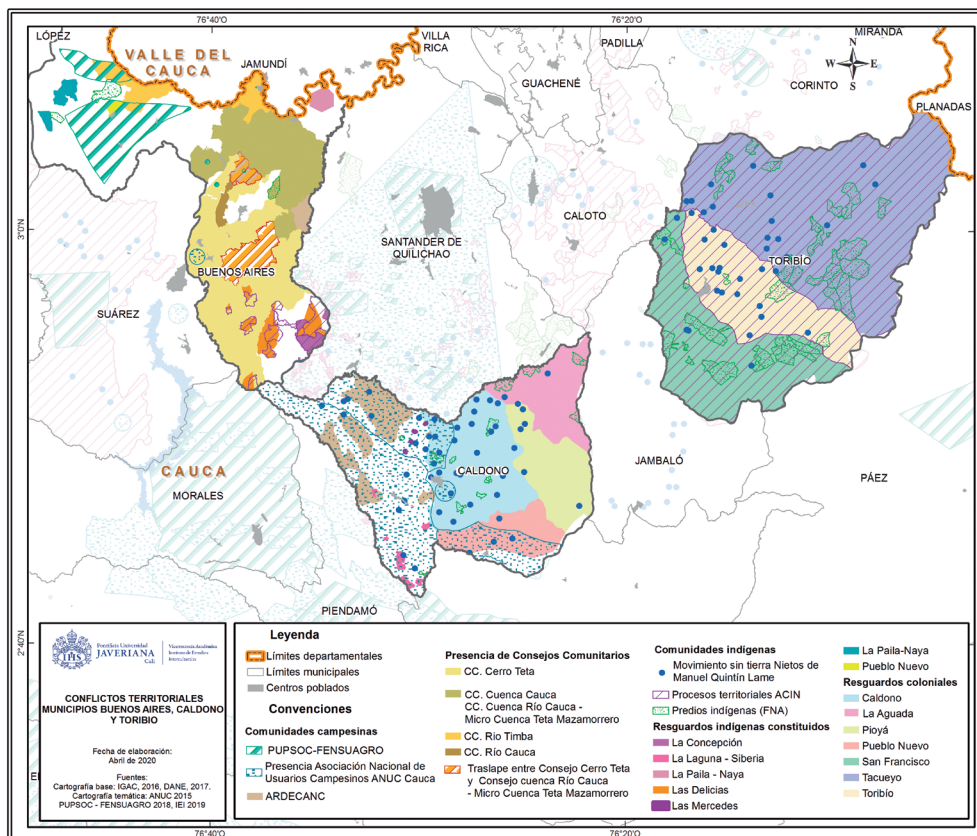 76°40'O
76°20'O
LÓPEZ
VALLE DEL
CAUCA
JAMUNDÍ
VILLA
RICA
PADILLA
MIRANDA
GUACHENÉ
CORINTO
N
W E
S
PLANADAS
3°0'N
3°0'N
CALOTO
SANTANDER DE
QUILICHAO
TORIBÍO
BUENOS AIRES
SUÁREZ
CAUCA
MORALES
CALDONO
JAMBALÓ
PÁEZ
PIENDAMÓ
2°40'N
2°40'N
Pontificia Universidad
JAVERIANA
Cali
Vicerrectoría Académica
Instituto de Estudios
Interculturales
CONFLICTOS TERRITORIALES
MUNICIPIOS BUENOS AIRES, CALDONO
Y TORIBIO
Fecha de elaboración:
Abril de 2020
Fuentes:
Cartografía base: IGAC, 2016, DANE, 2017.
Cartografía temática: ANUC 2015
PUPSOC - FENSUAGRO 2018, IEI 2019
Leyenda
Límites departamentales
Límites municipales
Centros poblados
Convenciones
Comunidades campesinas
PUPSOC-FENSUAGRO
Presencia Asociación Nacional de
Usuarios Campesinos ANUC Cauca
ARDECANC
Presencia de Consejos Comunitarios
CC. Cerro Teta
CC. Cuenca Cauca
CC. Cuenca Río Cauca -
Micro Cuenca Teta Mazamorrero
CC. Rio Timba
CC. Río Cauca
Traslape entre Consejo Cerro Teta
y Consejo cuenca Río Cauca
- Micro Cuenca Teta Mazamorrero
Comunidades indígenas
Movimiento sin tierra Nietos de
Manuel Quintín Lame
Procesos territoriales ACIN
Predios indígenas (FNA)
Resguardos indígenas constituidos
La Concepción
La Laguna - Siberia
La Paila - Naya
Las Delicias
Las Mercedes
La Paila-Naya
Pueblo Nuevo
Resguardos coloniales
Caldono
La Aguada
Pioyá
Pueblo Nuevo
San Francisco
Tacueyo
Toribío
76°40'O
76°20'O